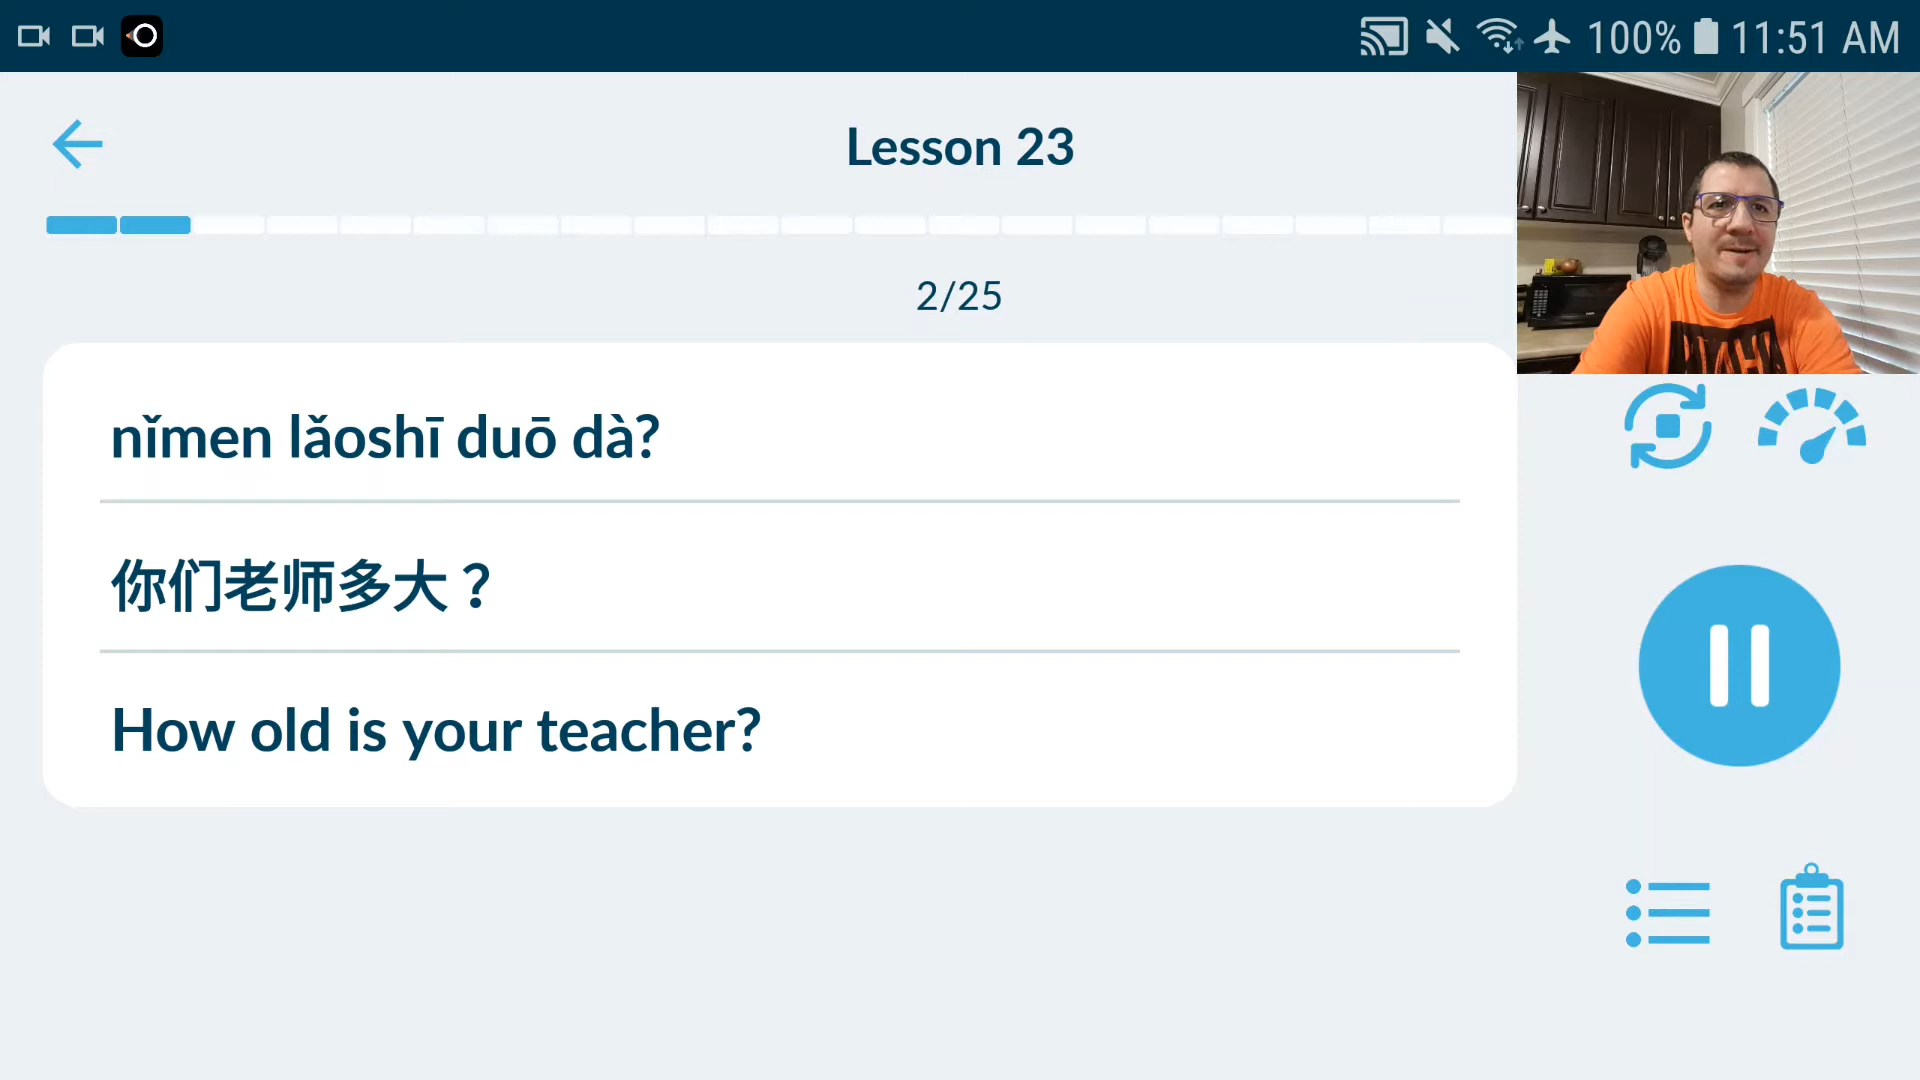 100% 11:51 AM
Lesson 23
2/25
nǐmen lǎoshī duō dà?
你们老师多大？
How old is your teacher?